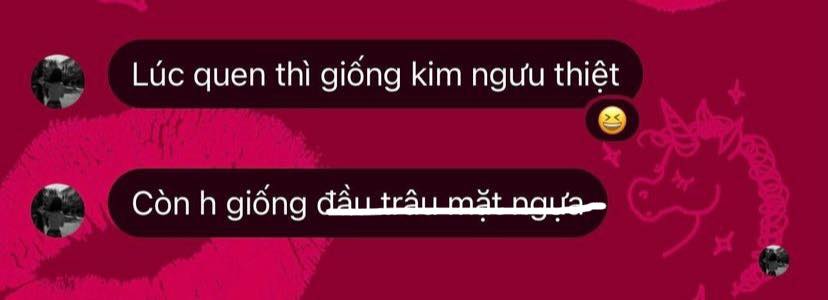 Lúc quen thì giống kim ngưu thiệt
Còn h giống đầu trâu mặt ngựa